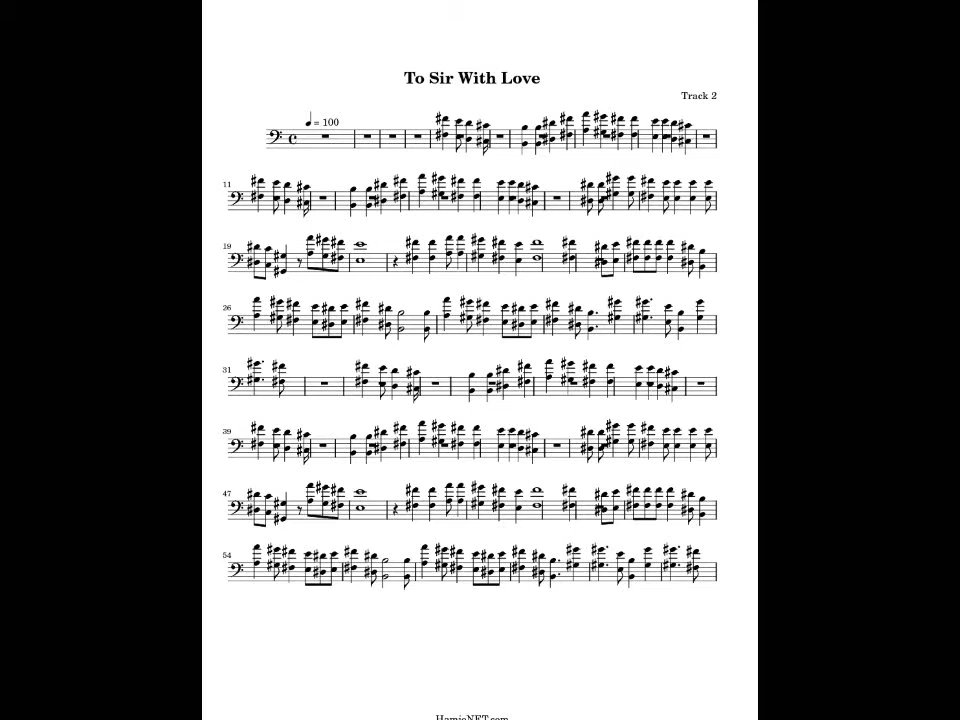 To Sir With Love
Track 2
= 100
11
19
26
31
39
47
54
HamieNET.com